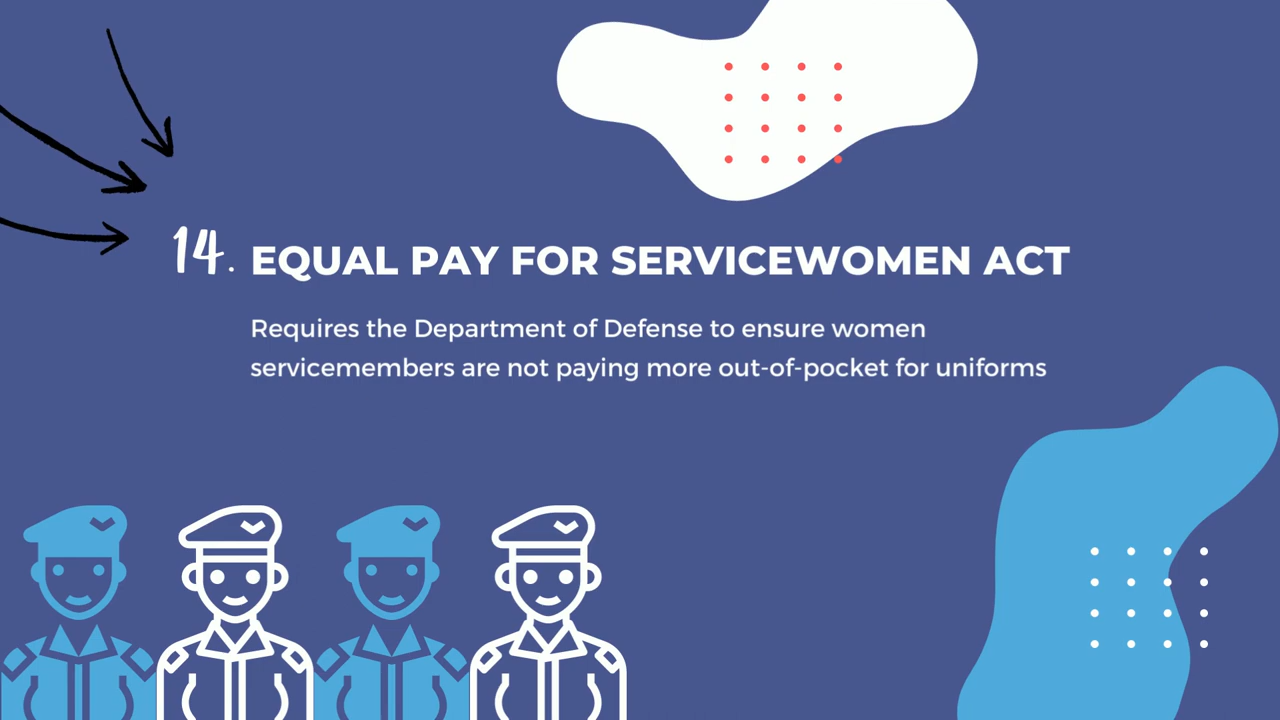 14. EQUAL PAY FOR SERVICEWOMEN ACT
Requires the Department of Defense to ensure women
servicemembers are not paying more out-of-pocket for uniforms